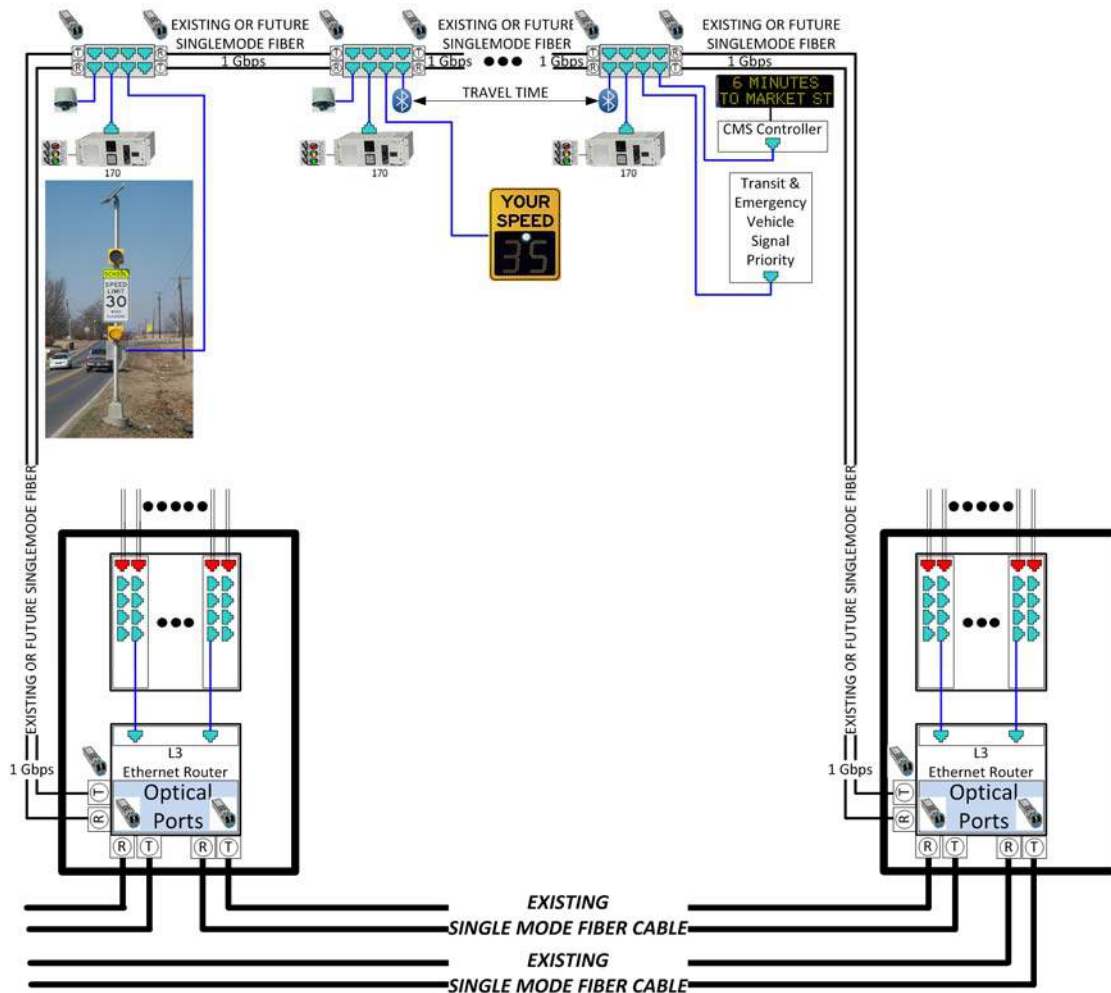 EXISTING OR FUTURE
SINGLEMODE FIBER
1 Gbps
EXISTING OR FUTURE
SINGLEMODE FIBER
1 Gbps
1 Gbps
EXISTING OR FUTURE
SINGLEMODE FIBER
1 Gbps
T
R
R
T
T
R
R
T
T
R
R
T
TRAVEL TIME
6 MINUTES
TO MARKET ST
CMS Controller
170
170
170
Transit &
Emergency
Vehicle
Signal
Priority
YOUR
SPEED
35
SCHOOL
SPEED
LIMIT
30
WHEN
FLASHING
EXISTING OR FUTURE SINGLEMODE FIBER
EXISTING OR FUTURE SINGLEMODE FIBER
1 Gbps
L3
Ethernet Router
Optical
Ports
T
R
R
T
R
T
1 Gbps
L3
Ethernet Router
Optical
Ports
T
R
R
T
R
T
EXISTING
SINGLE MODE FIBER CABLE
EXISTING
SINGLE MODE FIBER CABLE